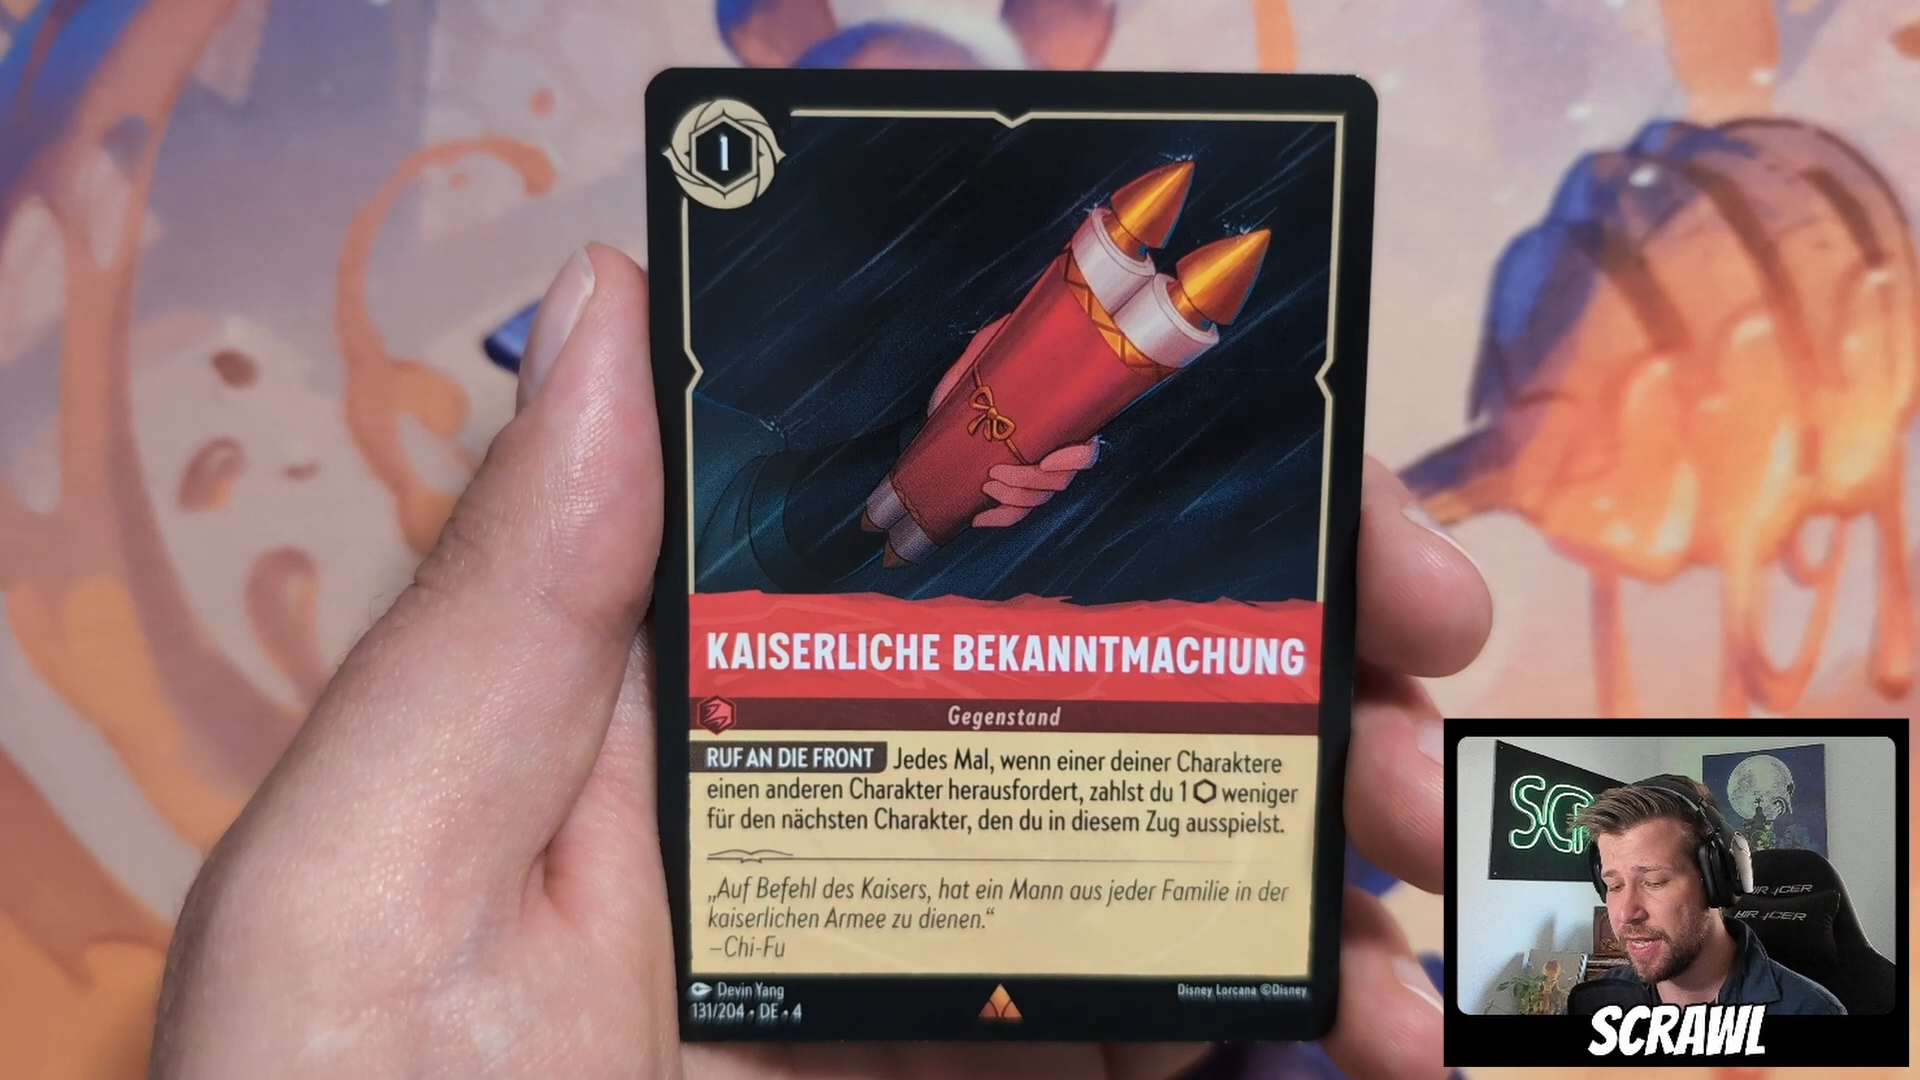 1
KAISERLICHE BEKANNTMACHUNG
Gegenstand
RUF AN DIE FRONT Jedes Mal, wenn einer deiner Charaktere
einen anderen Charakter herausfordert, zahlst du 1 weniger
für den nächsten Charakter, den du in diesem Zug ausspielst.
„Auf Befehl des Kaisers, hat ein Mann aus jeder Familie in der
kaiserlichen Armee zu dienen.“
–Chi-Fu
Devin Yang
131/204 • DE • 4
Disney Lorcana ©Disney
SCRAWL